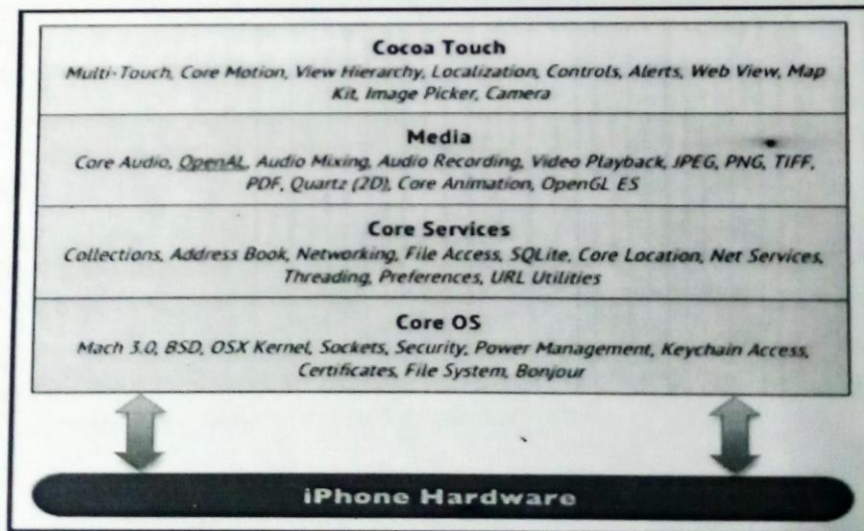 Cocoa Touch
Multi-Touch, Core Motion, View Hierarchy, Localization, Controls, Alerts, Web View, Map
Kit, Image Picker, Camera
Media
Core Audio, OpenAL, Audio Mixing, Audio Recording, Video Playback, JPEG, PNG, TIFF,
PDF, Quartz (2D), Core Animation, OpenGL ES
Core Services
Collections, Address Book, Networking, File Access, SQLite, Core Location, Net Services,
Threading, Preferences, URL Utilities
Core OS
Mach 3.0, BSD, OSX Kernel, Sockets, Security, Power Management, Keychain Access,
Certificates, File System, Bonjour
iPhone Hardware